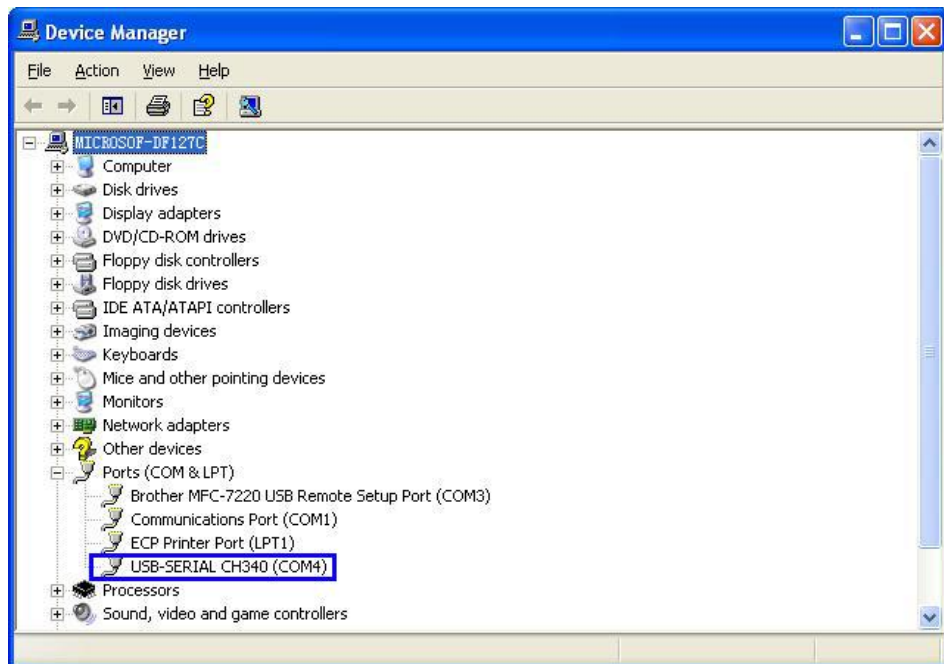 Device Manager
File Action View Help
MICROSOF-DF127C
Computer
Disk drives
Display adapters
DVD/CD-ROM drives
Floppy disk controllers
Floppy disk drives
IDE ATA/ATAPI controllers
Imaging devices
Keyboards
Mice and other pointing devices
Monitors
Network adapters
Other devices
Ports (COM & LPT)
Brother MFC-7220 USB Remote Setup Port (COM3)
Communications Port (COM1)
ECP Printer Port (LPT1)
USB-SERIAL CH340 (COM4)
Processors
Sound, video and game controllers